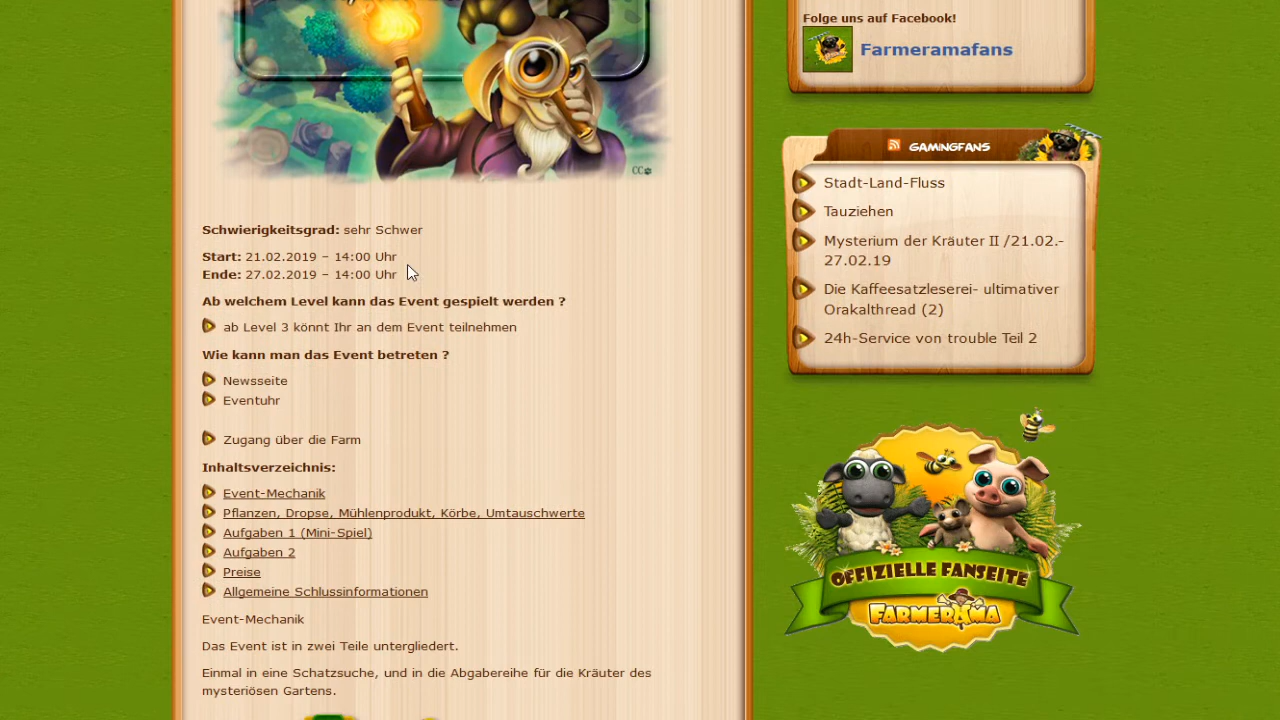 CC
Schwierigkeitsgrad: sehr Schwer
Start: 21.02.2019 – 14:00 Uhr
Ende: 27.02.2019 – 14:00 Uhr
Ab welchem Level kann das Event gespielt werden ?
ab Level 3 könnt Ihr an dem Event teilnehmen
Wie kann man das Event betreten ?
Newsseite
Eventuhr
Zugang über die Farm
Inhaltsverzeichnis:
Event-Mechanik
Pflanzen, Dropse, Mühlenprodukt, Körbe, Umtauschwerte
Aufgaben 1 (Mini-Spiel)
Aufgaben 2
Preise
Allgemeine Schlussinformationen
Event-Mechanik
Das Event ist in zwei Teile untergliedert.
Einmal in eine Schatzsuche, und in die Abgabereihe für die Kräuter des
mysteriösen Gartens.
Folge uns auf Facebook!
Farmeramafans
GAMINGFANS
Stadt-Land-Fluss
Tauziehen
Mysterium der Kräuter II /21.02.-
27.02.19
Die Kaffeesatzleserei- ultimativer
Orakalthread (2)
24h-Service von trouble Teil 2
OFFIZIELLE FANSEITE
FARMERAMA